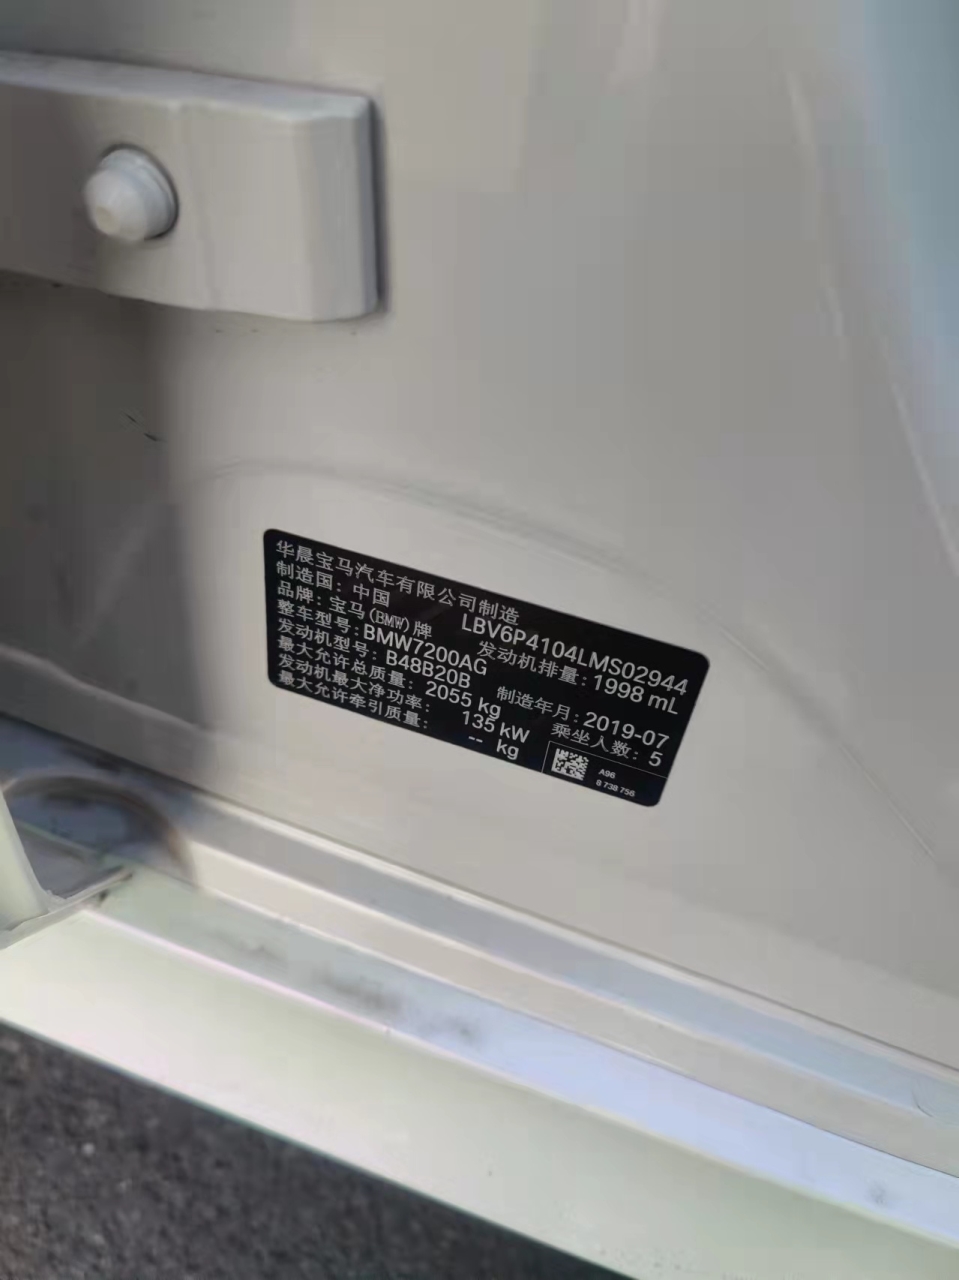 华晨宝马汽车有限公司制造
制造国：中国 LBV6P4104LMS02944
品牌：宝马(BMW)牌 发动机排量：1998 mL
整车型号：BMW7200AG
发动机型号：B48B20B 制造年月：2019-07
最大允许总质量：2055 kg 乘坐人数：5
发动机最大净功率：135 kW
最大允许牵引质量：-- kg
A96
8 738 756